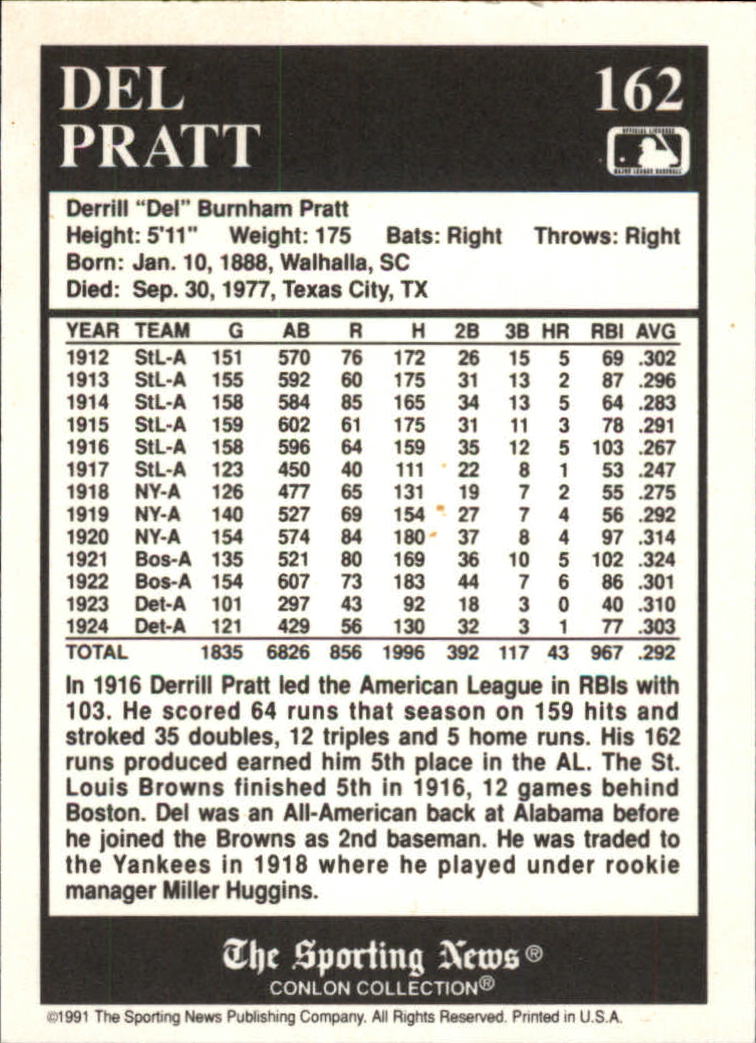 DEL
PRATT
162
OFFICIAL LICENSEE
MAJOR LEAGUE BASEBALL
Derrill "Del" Burnham Pratt
Height: 5'11" Weight: 175 Bats: Right Throws: Right
Born: Jan. 10, 1888, Walhalla, SC
Died: Sep. 30, 1977, Texas City, TX
YEAR TEAM G AB R H 2B 3B HR RBI AVG
1912 StL-A 151 570 76 172 26 15 5 69 .302
1913 StL-A 155 592 60 175 31 13 2 87 .296
1914 StL-A 158 584 85 165 34 13 5 64 .283
1915 StL-A 159 602 61 175 31 11 3 78 .291
1916 StL-A 158 596 64 159 35 12 5 103 .267
1917 StL-A 123 450 40 111 22 8 1 53 .247
1918 NY-A 126 477 65 131 19 7 2 55 .275
1919 NY-A 140 527 69 154 27 7 4 56 .292
1920 NY-A 154 574 84 180 37 8 4 97 .314
1921 Bos-A 135 521 80 169 36 10 5 102 .324
1922 Bos-A 154 607 73 183 44 7 6 86 .301
1923 Det-A 101 297 43 92 18 3 0 40 .310
1924 Det-A 121 429 56 130 32 3 1 77 .303
TOTAL 1835 6826 856 1996 392 117 43 967 .292
In 1916 Derrill Pratt led the American League in RBIs with
103. He scored 64 runs that season on 159 hits and
stroked 35 doubles, 12 triples and 5 home runs. His 162
runs produced earned him 5th place in the AL. The St.
Louis Browns finished 5th in 1916, 12 games behind
Boston. Del was an All-American back at Alabama before
he joined the Browns as 2nd baseman. He was traded to
the Yankees in 1918 where he played under rookie
manager Miller Huggins.
The Sporting News®
CONLON COLLECTION®
©1991 The Sporting News Publishing Company. All Rights Reserved. Printed in U.S.A.